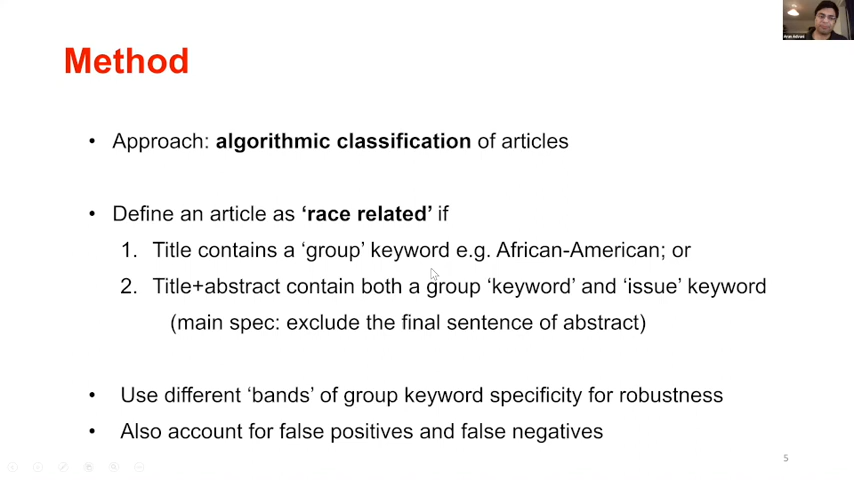 Method
• Approach: algorithmic classification of articles
• Define an article as ‘race related’ if
1. Title contains a ‘group’ keyword e.g. African-American; or
2. Title+abstract contain both a group ‘keyword’ and ‘issue’ keyword
(main spec: exclude the final sentence of abstract)
• Use different ‘bands’ of group keyword specificity for robustness
• Also account for false positives and false negatives
5